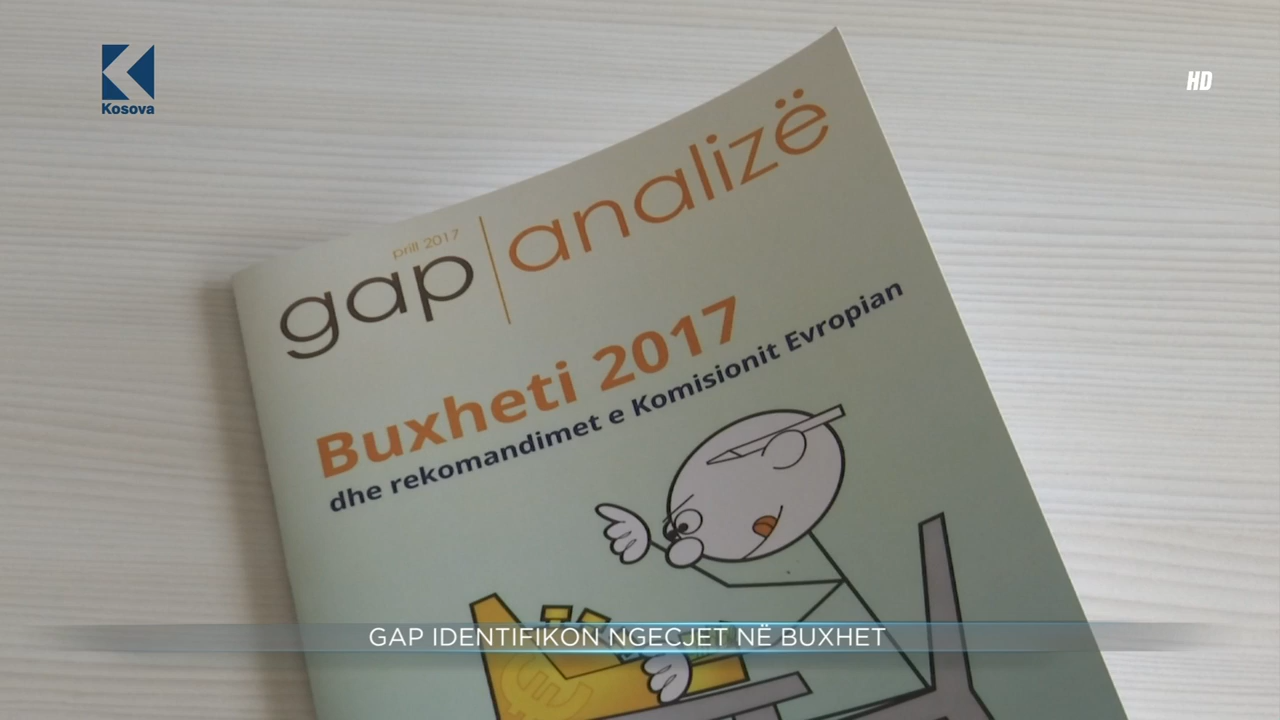 Kosova
HD
prill 2017
gap analizë
Buxheti 2017
dhe rekomandimet e Komisionit Evropian
GAP IDENTIFIKON NGECJET NË BUXHET